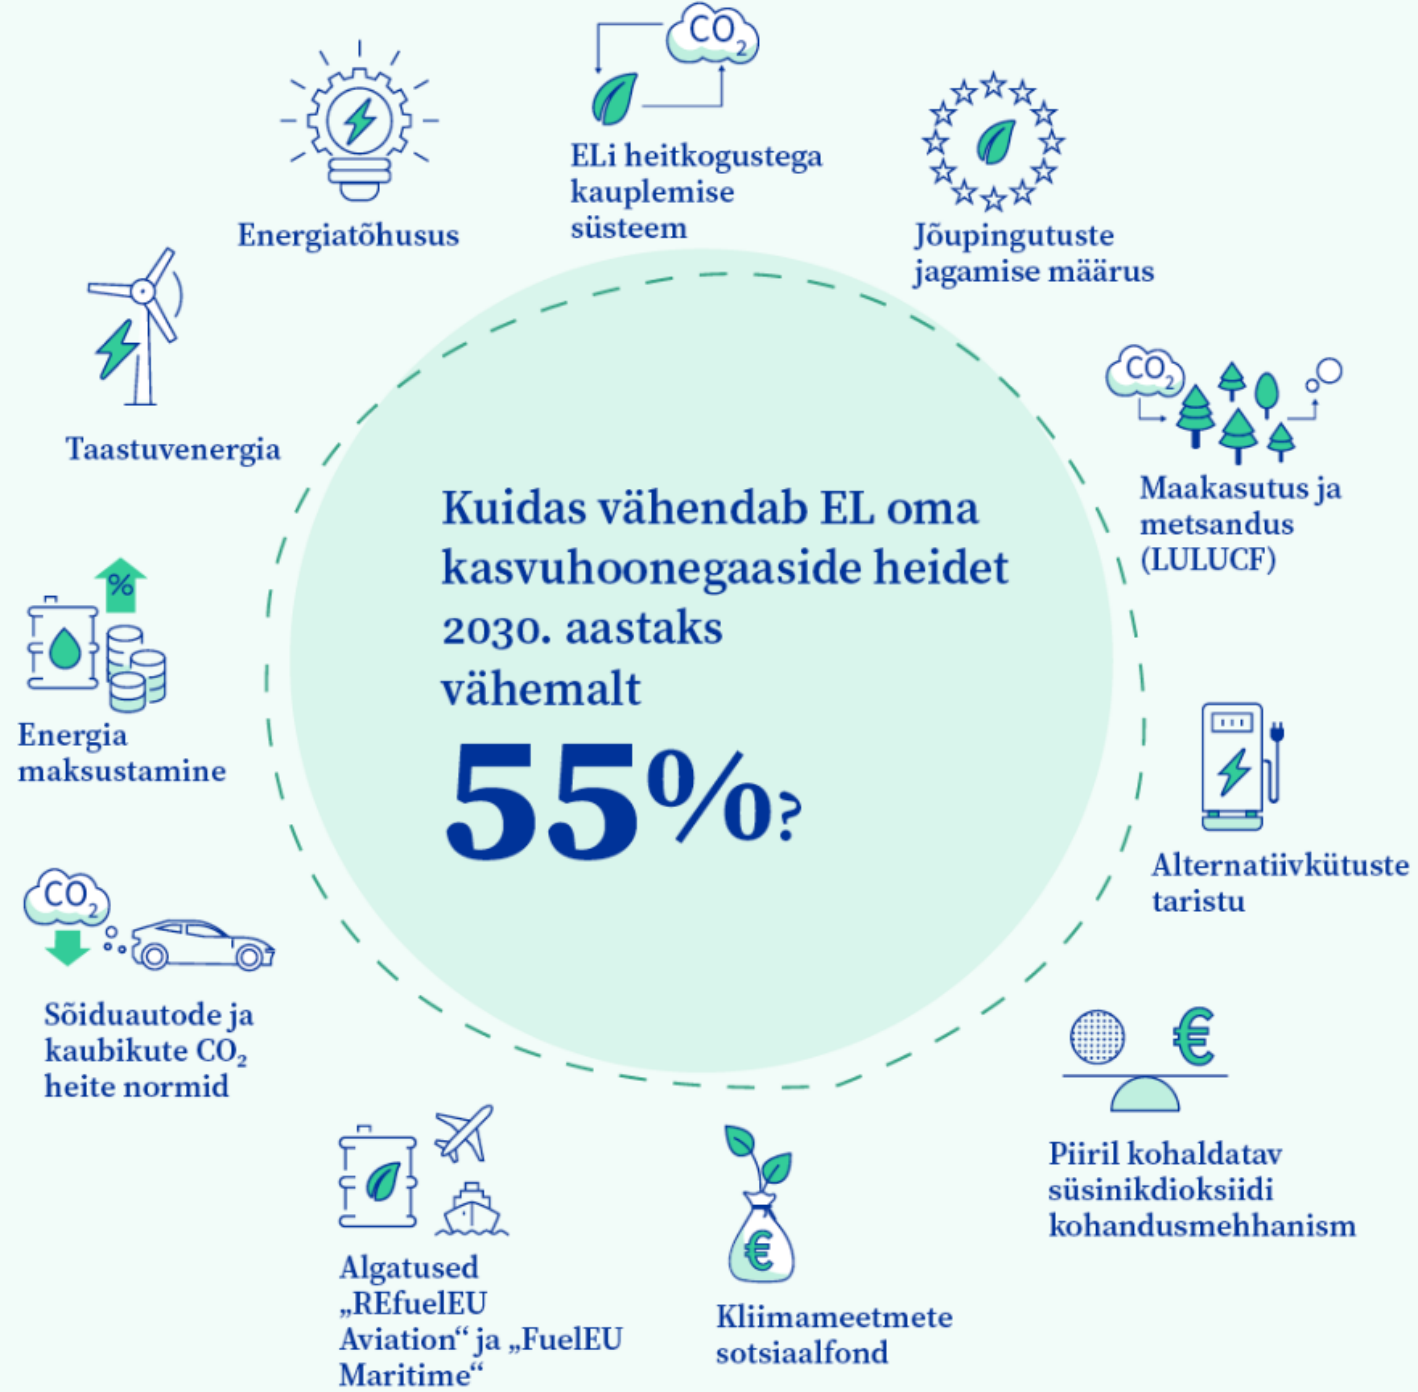 CO₂
ELi heitkogustega
kauplemise
süsteem
Energiatõhusus
Jõupingutuste
jagamise määrus
Taastuvenergia
CO₂
Maakasutus ja
metsandus
(LULUCF)
Kuidas vähendab EL oma
kasvuhoonegaaside heidet
2030. aastaks
vähemalt
55%?
%
Energia
maksustamine
Alternatiivkütuste
taristu
CO₂
Sõiduautode ja
kaubikute CO₂
heite normid
€
Piiril kohaldatav
süsinikdioksiidi
kohandusmehhanism
Algatused
„REfuelEU
Aviation“ ja „FuelEU
Maritime“
€
Kliimameetmete
sotsiaalfond